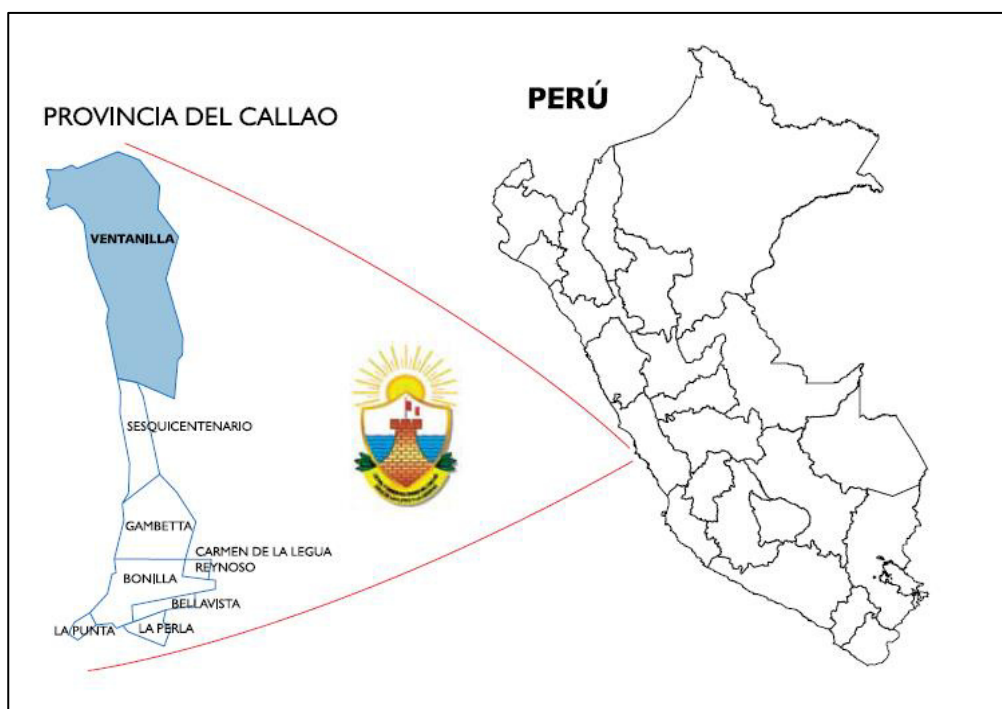 PROVINCIA DEL CALLAO
PERÚ
VENTANILLA
SESQUICENTENARIO
GAMBETTA
CARMEN DE LA LEGUA
REYNOSO
BONILLA
BELLAVISTA
LA PUNTA
LA PERLA